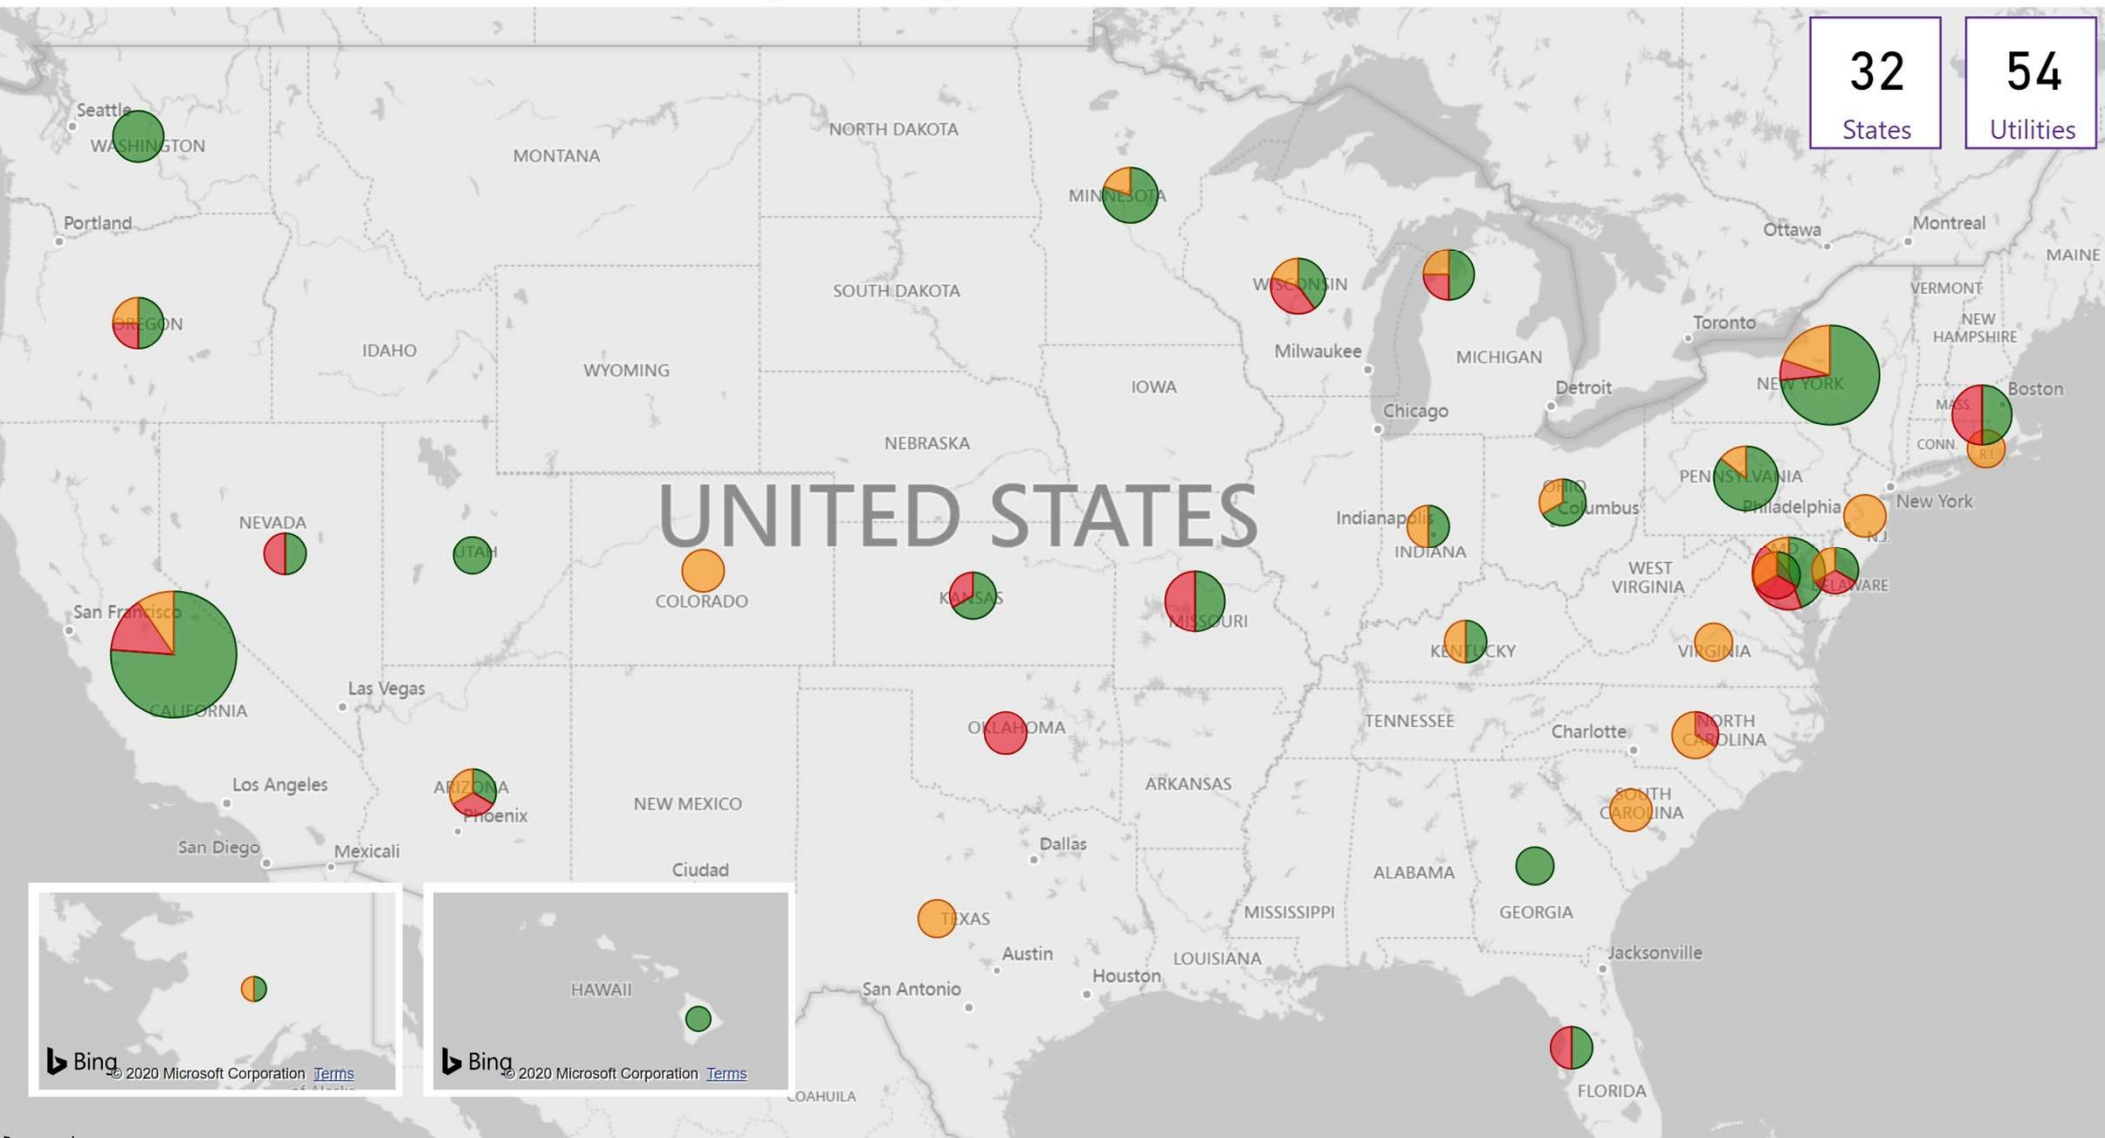 32
States
54
Utilities
Seattle
WASHINGTON
NORTH DAKOTA
MONTANA
MINNESOTA
Portland
Ottawa
Montreal
MAINE
OREGON
SOUTH DAKOTA
WISCONSIN
VERMONT
NEW
HAMPSHIRE
Toronto
IDAHO
WYOMING
Milwaukee
MICHIGAN
IOWA
Detroit
NEW YORK
Boston
MASS.
Chicago
NEBRASKA
CONN.
R.I.
UNITED STATES
NEVADA
UTAH
COLORADO
KANSAS
MISSOURI
Indianapolis
INDIANA
OHIO
Columbus
PENNSYLVANIA
Philadelphia
New York
N.J.
MD.
DELAWARE
WEST
VIRGINIA
San Francisco
CALIFORNIA
KENTUCKY
VIRGINIA
Las Vegas
OKLAHOMA
TENNESSEE
Charlotte
NORTH
CAROLINA
Los Angeles
ARIZONA
Phoenix
NEW MEXICO
ARKANSAS
SOUTH
CAROLINA
San Diego
Mexicali
Ciudad
Dallas
ALABAMA
TEXAS
MISSISSIPPI
GEORGIA
Austin
LOUISIANA
Jacksonville
San Antonio
Houston
HAWAII
Bing
© 2020 Microsoft Corporation Terms
of Alaska
Bing
© 2020 Microsoft Corporation Terms
COAHUILA
FLORIDA